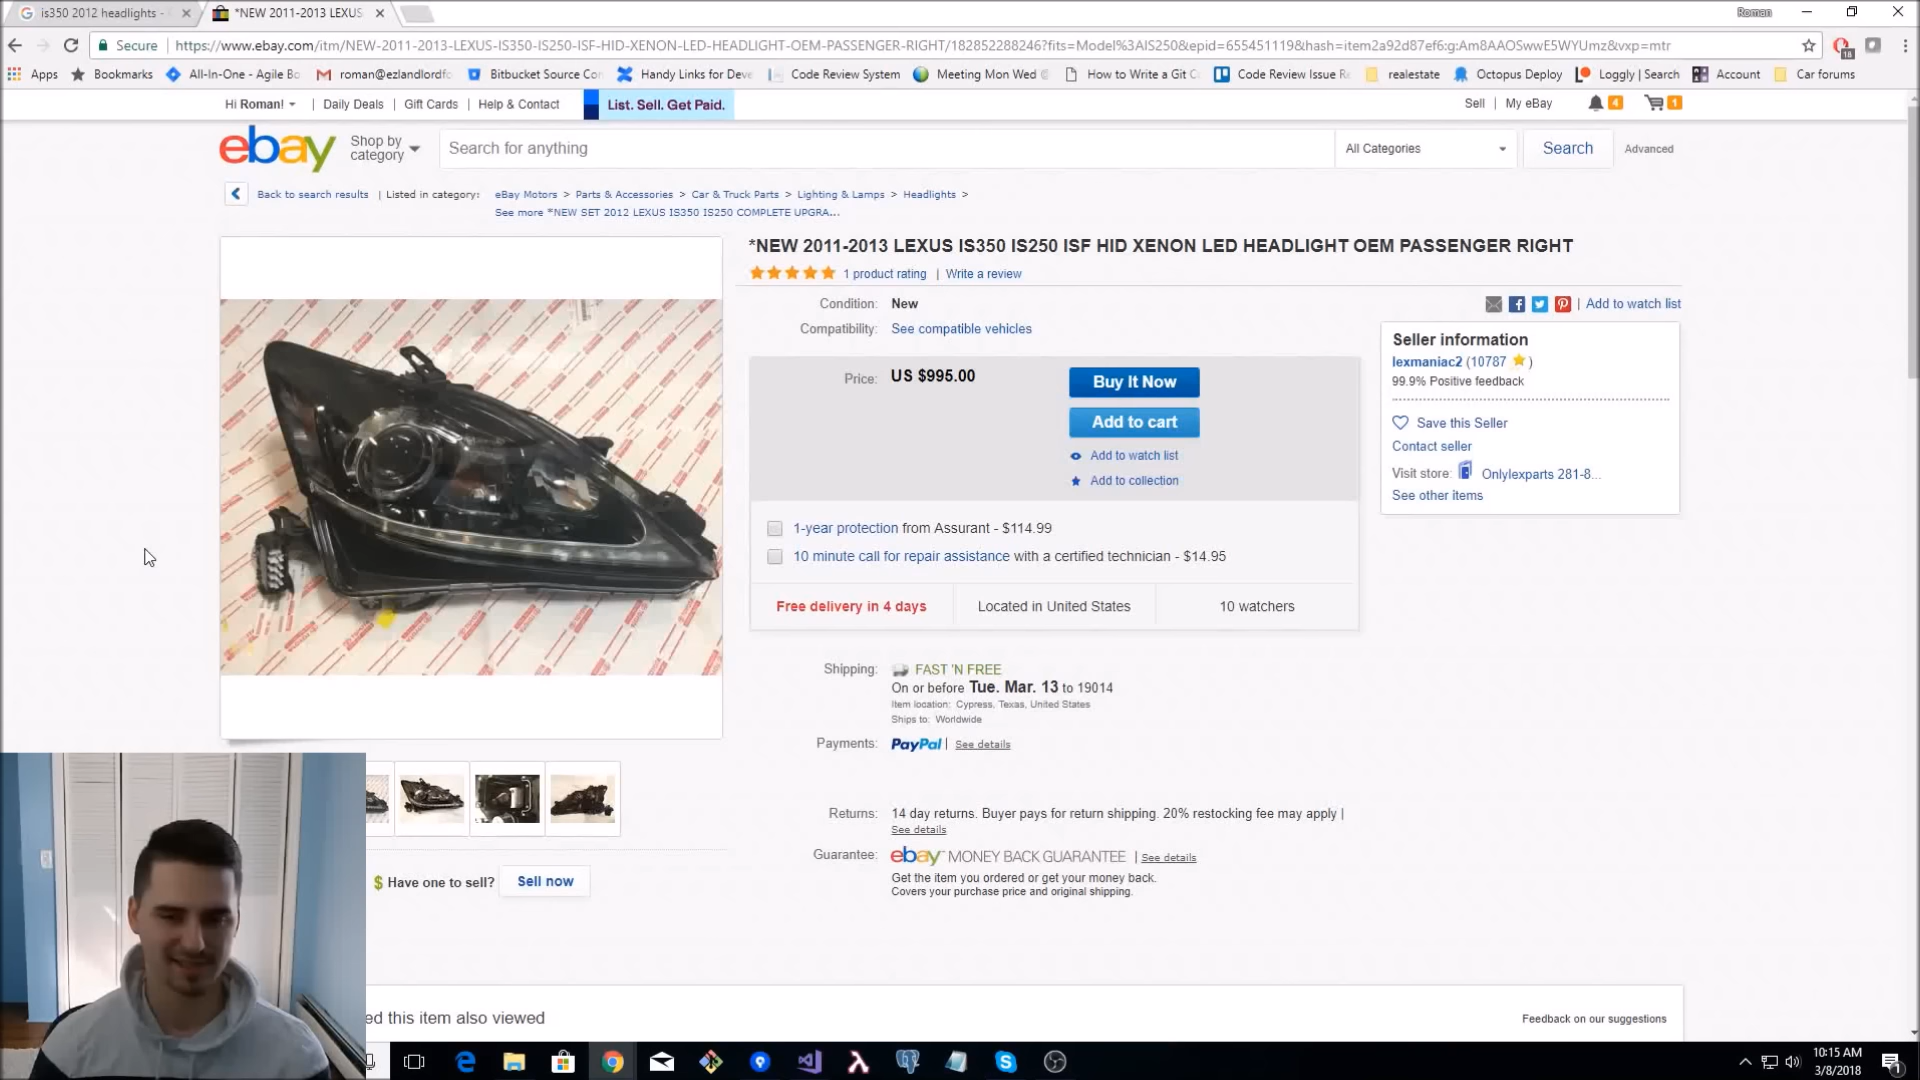 is350 2012 headlights -
*NEW 2011-2013 LEXUS
Roman
Secure
https://www.ebay.com/itm/NEW-2011-2013-LEXUS-IS350-IS250-ISF-HID-XENON-LED-HEADLIGHT-OEM-PASSENGER-RIGHT/182852288246?fits=Model%3AIS250&epid=655451119&hash=item2a92d87ef6:g:Am8AAOSwwE5WYUmz&vxp=mtr
Apps
Bookmarks
All-In-One - Agile Bo
roman@ezlandlordfo
Bitbucket Source Con
Handy Links for Deve
Code Review System
Meeting Mon Wed
How to Write a Git C
Code Review Issue R
realestate
Octopus Deploy
Loggly | Search
Account
Car forums
Hi Roman! | Daily Deals | Gift Cards | Help & Contact
List. Sell. Get Paid.
Sell | My eBay
4
1
ebay
Shop by category
Search for anything
All Categories
Search
Advanced
Back to search results | Listed in category: eBay Motors > Parts & Accessories > Car & Truck Parts > Lighting & Lamps > Headlights >
See more *NEW SET 2012 LEXUS IS350 IS250 COMPLETE UPGRA...
*NEW 2011-2013 LEXUS IS350 IS250 ISF HID XENON LED HEADLIGHT OEM PASSENGER RIGHT
1 product rating | Write a review
Condition: New
Compatibility: See compatible vehicles
| Add to watch list
Price: US $995.00
Buy It Now
Add to cart
Add to watch list
Add to collection
Seller information
lexmaniac2 (10787 )
99.9% Positive feedback
Save this Seller
Contact seller
Visit store: Onlylexparts 281-8...
See other items
1-year protection from Assurant - $114.99
10 minute call for repair assistance with a certified technician - $14.95
Free delivery in 4 days
Located in United States
10 watchers
Shipping: FAST 'N FREE
On or before Tue. Mar. 13 to 19014
Item location: Cypress, Texas, United States
Ships to: Worldwide
Payments: PayPal | See details
Returns: 14 day returns. Buyer pays for return shipping. 20% restocking fee may apply |
See details
Guarantee: ebay MONEY BACK GUARANTEE | See details
Get the item you ordered or get your money back.
Covers your purchase price and original shipping.
$ Have one to sell? Sell now
ed this item also viewed
Feedback on our suggestions
10:15 AM
3/8/2018
1